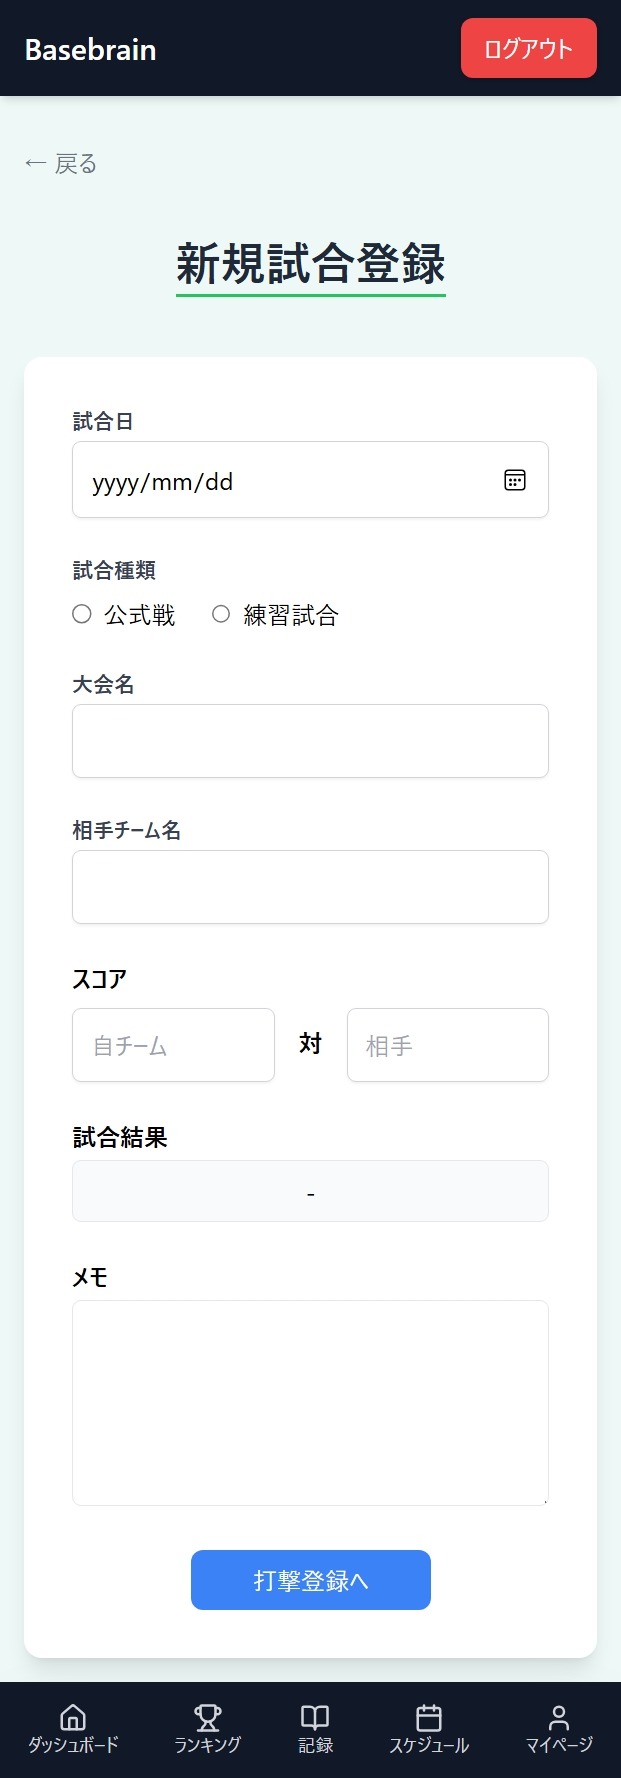 Basebrain
ログアウト
← 戻る
新規試合登録
試合日
yyyy/mm/dd
試合種類
公式戦 練習試合
大会名
相手チーム名
スコア
自チーム 対 相手
試合結果
-
メモ
打撃登録へ
ダッシュボード ランキング 記録 スケジュール マイページ